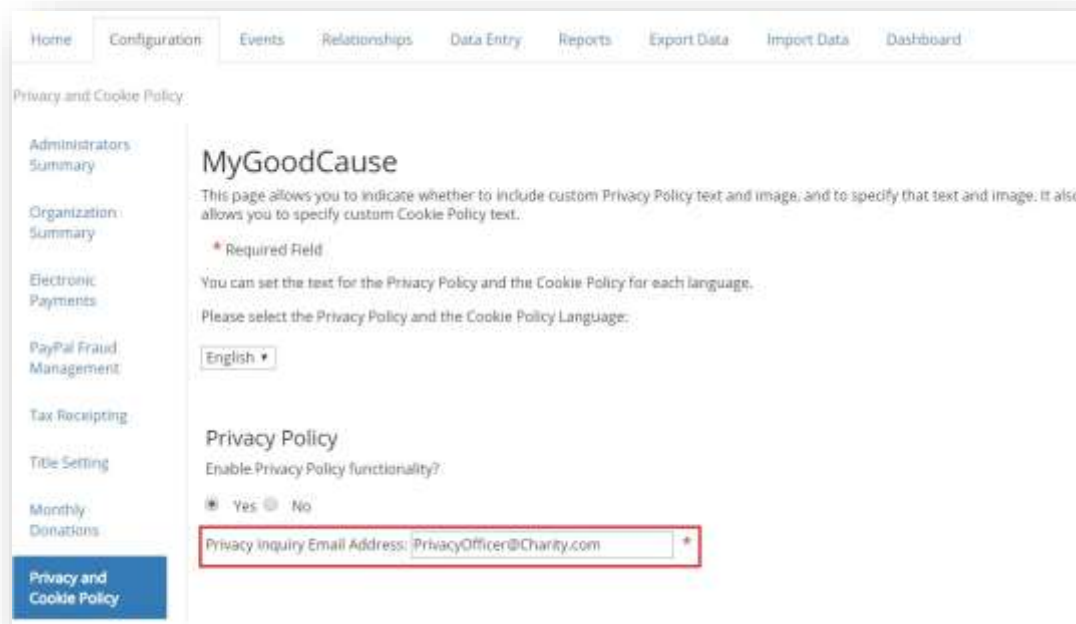 Home Configuration Events Relationships Data Entry Reports Export Data Import Data Dashboard
Privacy and Cookie Policy
Administrators
Summary
Organization
Summary
Electronic
Payments
PayPal Fraud
Management
Tax Receipting
Title Setting
Monthly
Donations
Privacy and
Cookie Policy
MyGoodCause
This page allows you to indicate whether to include custom Privacy Policy text and image, and to specify that text and image. It also
allows you to specify custom Cookie Policy text.
* Required Field
You can set the text for the Privacy Policy and the Cookie Policy for each language.
Please select the Privacy Policy and the Cookie Policy Language:
English
Privacy Policy
Enable Privacy Policy functionality?
Yes No
Privacy Inquiry Email Address: PrivacyOfficer@Charity.com *